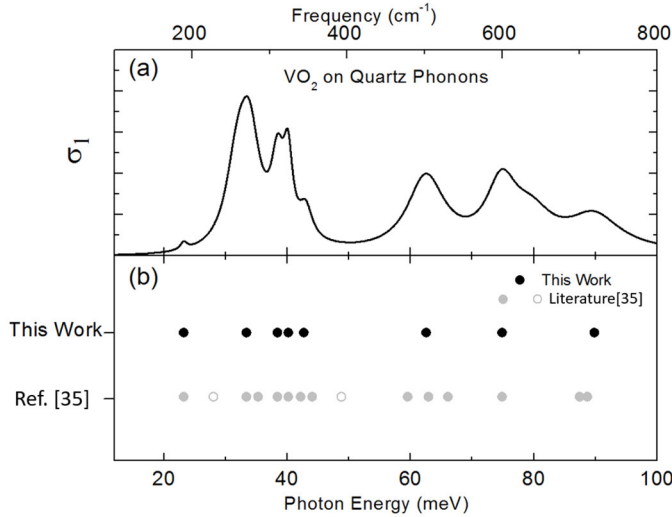 Frequency (cm⁻¹)
200 400 600 800
(a)
VO₂ on Quartz Phonons
σ₁
(b)
This Work
Literature[35]
This Work
Ref. [35]
20 40 60 80 100
Photon Energy (meV)